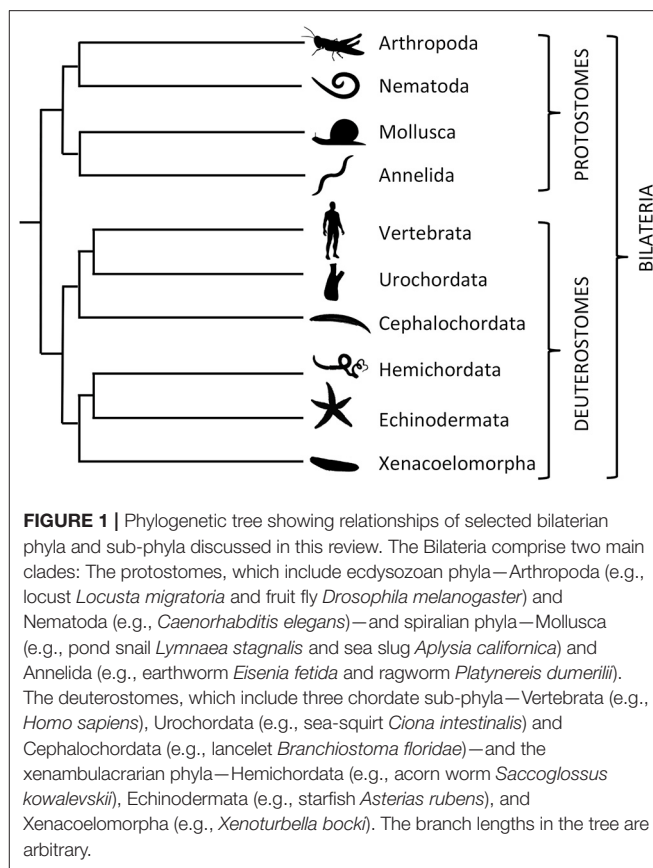 Arthropoda
Nematoda
Mollusca
Annelida
PROTOSTOMES
Vertebrata
Urochordata
Cephalochordata
Hemichordata
Echinodermata
Xenacoelomorpha
DEUTEROSTOMES
BILATERIA
FIGURE 1 | Phylogenetic tree showing relationships of selected bilaterian
phyla and sub-phyla discussed in this review. The Bilateria comprise two main
clades: The protostomes, which include ecdysozoan phyla—Arthropoda (e.g.,
locust Locusta migratoria and fruit fly Drosophila melanogaster) and
Nematoda (e.g., Caenorhabditis elegans)—and spiralian phyla—Mollusca
(e.g., pond snail Lymnaea stagnalis and sea slug Aplysia californica) and
Annelida (e.g., earthworm Eisenia fetida and ragworm Platynereis dumerilii).
The deuterostomes, which include three chordate sub-phyla—Vertebrata (e.g.,
Homo sapiens), Urochordata (e.g., sea-squirt Ciona intestinalis) and
Cephalochordata (e.g., lancelet Branchiostoma floridae)—and the
xenambulacrarian phyla—Hemichordata (e.g., acorn worm Saccoglossus
kowalevskii), Echinodermata (e.g., starfish Asterias rubens), and
Xenacoelomorpha (e.g., Xenoturbella bocki). The branch lengths in the tree are
arbitrary.